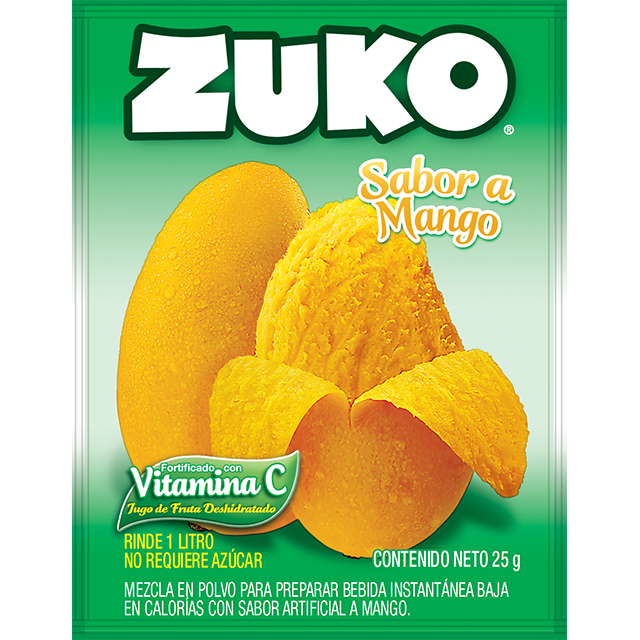 ZUKO®
Sabor a
Mango
Fortificado con
Vitamina C
Jugo de Fruta Deshidratado
RINDE 1 LITRO
NO REQUIERE AZÚCAR
CONTENIDO NETO 25 g
MEZCLA EN POLVO PARA PREPARAR BEBIDA INSTANTÁNEA BAJA
EN CALORÍAS CON SABOR ARTIFICIAL A MANGO.